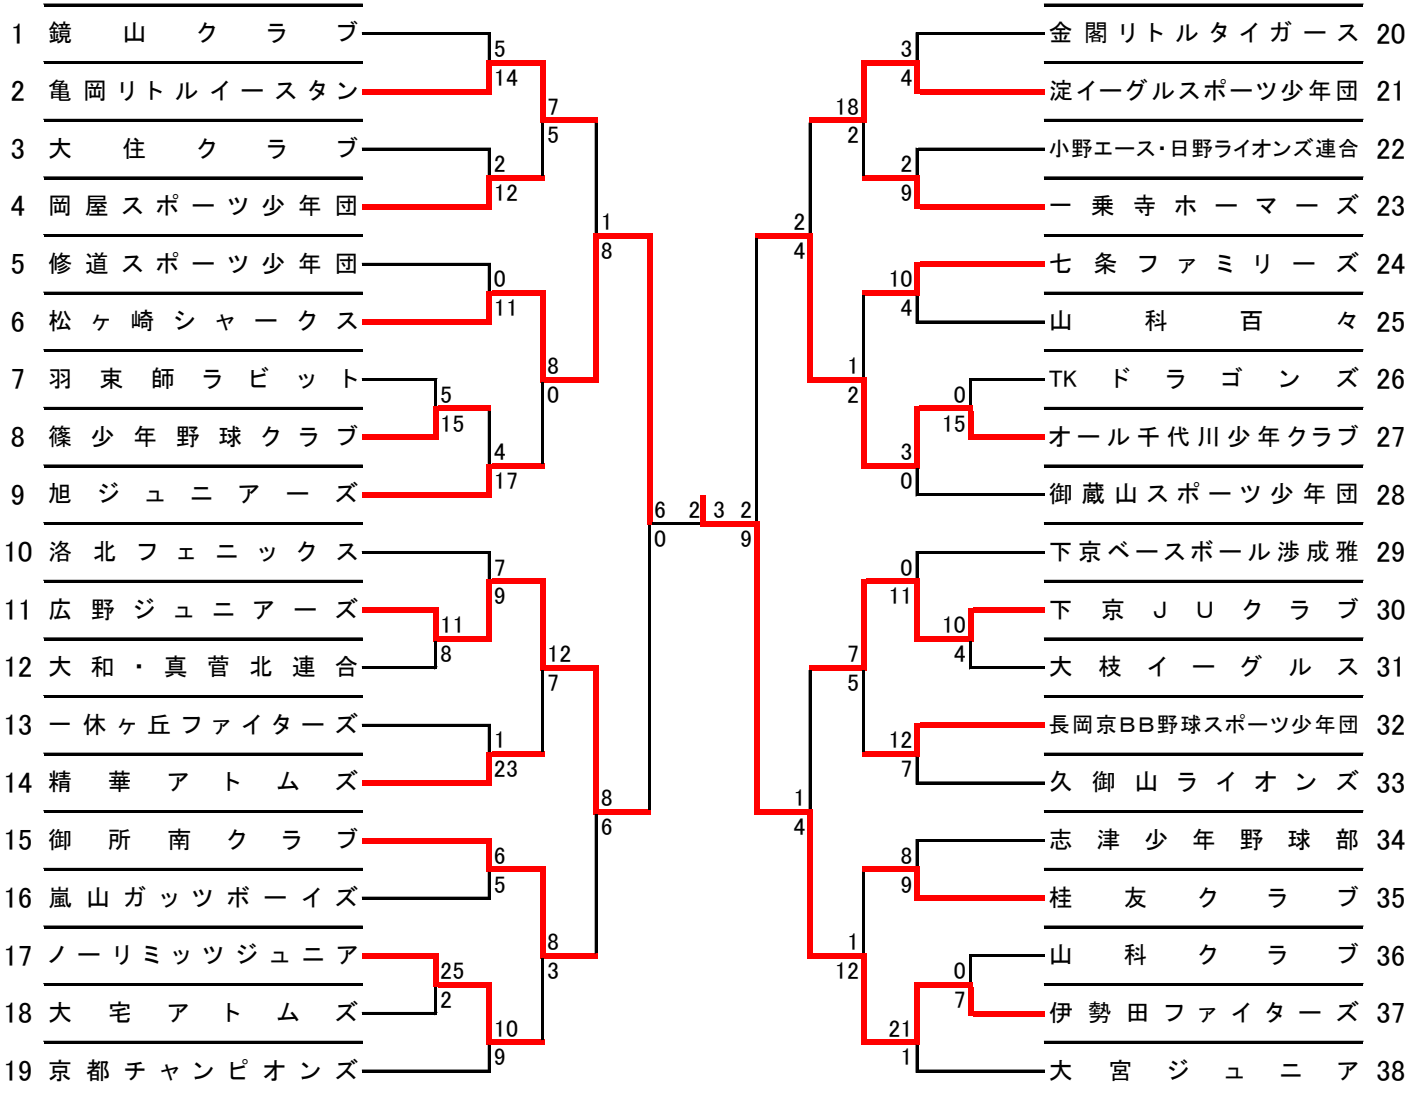 1 鏡山クラブ
2 亀岡リトルイースタン
3 大住クラブ
4 岡屋スポーツ少年団
5 修道スポーツ少年団
6 松ヶ崎シャークス
7 羽束師ラビット
8 篠少年野球クラブ
9 旭ジュニアーズ
10 洛北フェニックス
11 広野ジュニアーズ
12 大和・真菅北連合
13 一休ヶ丘ファイターズ
14 精華アトムズ
15 御所南クラブ
16 嵐山ガッツボーイズ
17 ノーリミッツジュニア
18 大宅アトムズ
19 京都チャンピオンズ
5
14
2
12
0
11
5
15
4
17
7
9
11
8
1
23
6
5
25
2
10
9
7
5
8
0
12
7
8
3
1
8
8
6
6
0
2 3
2
9
2
4
1
4
18
2
1
2
7
5
1
12
3
4
2
9
10
4
0
15
3
0
0
11
10
4
12
7
8
9
0
7
21
1
金閣リトルタイガース 20
淀イーグルスポーツ少年団 21
小野エース・日野ライオンズ連合 22
一乗寺ホーマーズ 23
七条ファミリーズ 24
山科百々 25
TKドラゴンズ 26
オール千代川少年クラブ 27
御蔵山スポーツ少年団 28
下京ベースボール渉成雅 29
下京JUクラブ 30
大枝イーグルス 31
長岡京BB野球スポーツ少年団 32
久御山ライオンズ 33
志津少年野球部 34
桂友クラブ 35
山科クラブ 36
伊勢田ファイターズ 37
大宮ジュニア 38